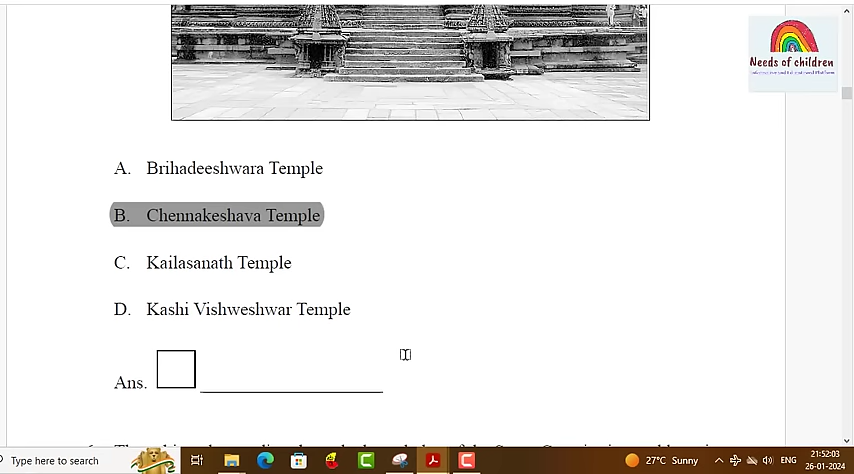 Needs of children
A. Brihadeeshwara Temple
B. Chennakeshava Temple
C. Kailasanath Temple
D. Kashi Vishweshwar Temple
Ans.
Type here to search
27°C Sunny
ENG
21:52:03
26-01-2024